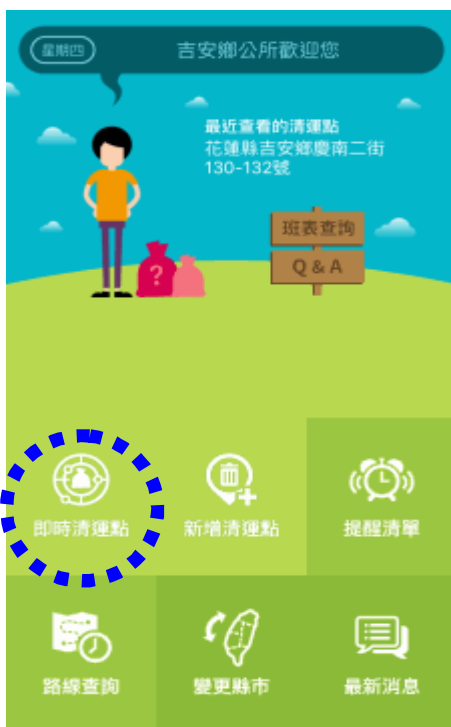 星期四
吉安鄉公所歡迎您
最近查看的清運點
花蓮縣吉安鄉慶南二街
130-132號
班表查詢
Q & A
?
即時清運點
新增清運點
提醒清單
路線查詢
變更縣市
最新消息